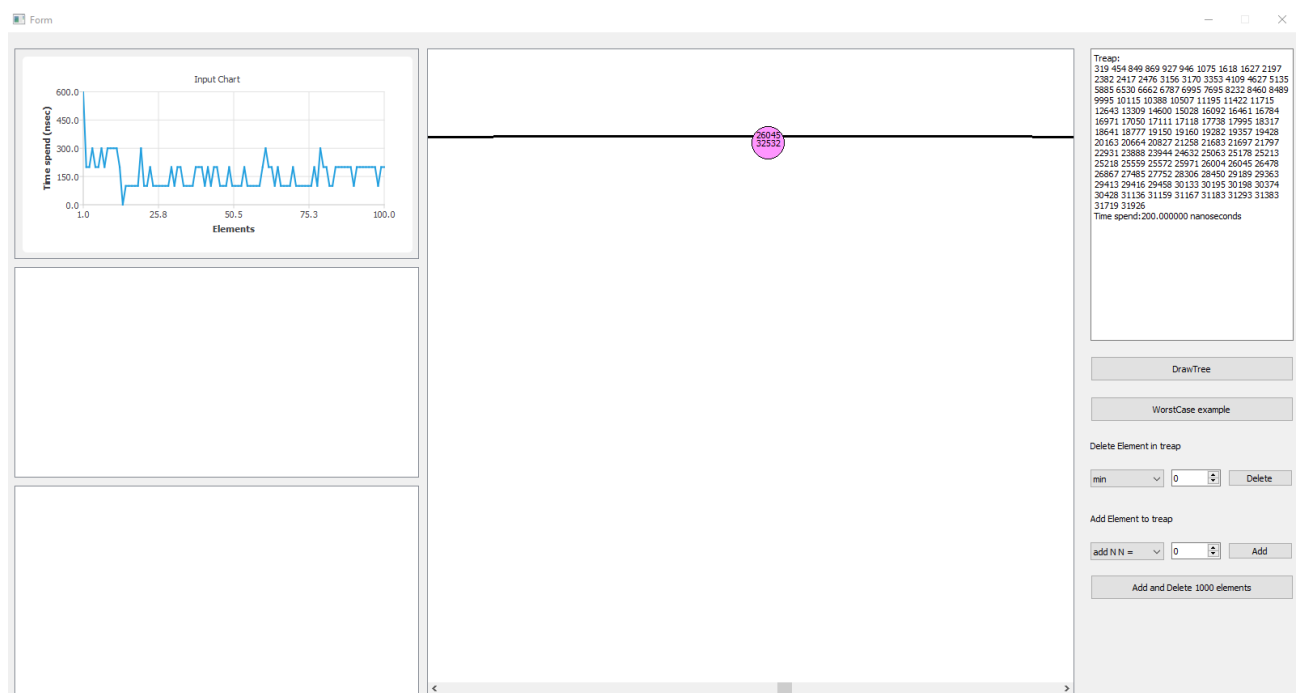 Form
Input Chart
600.0
450.0
300.0
150.0
0.0
Time spend (nsec)
1.0 25.8 50.5 75.3 100.0
Elements
26045
32532
Treap:
319 454 849 869 927 946 1075 1618 1627 2197
2382 2417 2476 3156 3170 3353 4109 4627 5135
5885 6530 6662 6787 6995 7695 8232 8460 8489
9995 10115 10388 10507 11195 11422 11715
12643 13309 14600 15028 16092 16461 16784
16971 17050 17111 17118 17738 17995 18317
18641 18777 19150 19160 19282 19357 19428
20163 20664 20827 21258 21683 21697 21797
22931 23888 23944 24632 25063 25178 25213
25218 25559 25572 25971 26004 26045 26478
26867 27485 27752 28306 28450 29189 29363
29413 29416 29458 30133 30195 30198 30374
30428 31136 31159 31167 31183 31293 31383
31719 31926
Time spend:200.000000 nanoseconds
DrawTree
WorstCase example
Delete Element in treap
min 0 Delete
Add Element to treap
add N N = 0 Add
Add and Delete 1000 elements